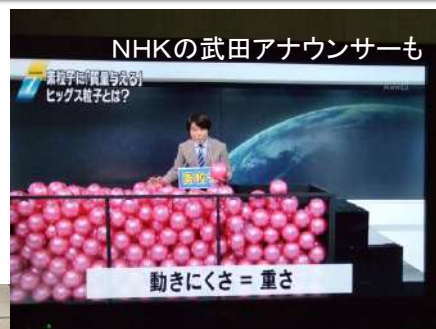 NHKの武田アナウンサーも
7
素粒子に「質量与える」
ヒッグス粒子とは?
素粒子
動きにくさ = 重さ